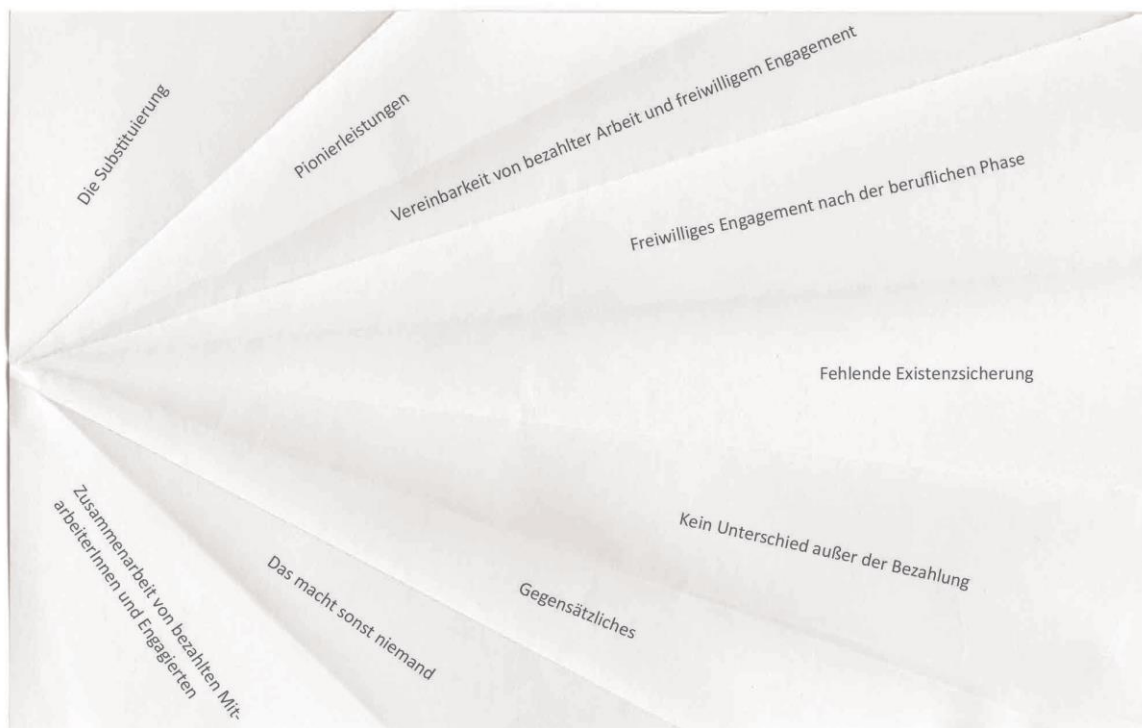 Die Substituierung
Pionierleistungen
Vereinbarkeit von bezahlter Arbeit und freiwilligem Engagement
Freiwilliges Engagement nach der beruflichen Phase
Fehlende Existenzsicherung
Kein Unterschied außer der Bezahlung
Gegensätzliches
Das macht sonst niemand
Zusammenarbeit von bezahlten Mit-
arbeiterInnen und Engagierten